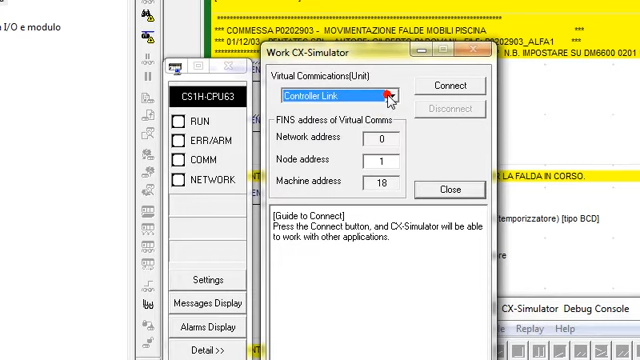 a I/O e modulo
*** COMMESSA P0202903 - MOVIMENTAZIONE FALDE MOBILI PISCINA
*** 01/12/03
P0202903_ALFA1
N.B. IMPOSTARE SU DM6600 0201
Work CX-Simulator
Virtual Commications(Unit)
Controller Link
Connect
Disconnect
FINS address of Virtual Comms
Network address 0
Node address 1
Machine address 18
Close
[Guide to Connect]
Press the Connect button, and CX-Simulator will be able
to work with other applications.
CS1H-CPU63
RUN
ERR/ARM
COMM
NETWORK
Settings
Messages Display
Alarms Display
Detail >>
LA FALDA IN CORSO.
temporizzatore) [tipo BCD]
ore
CX-Simulator Debug Console
Replay Help